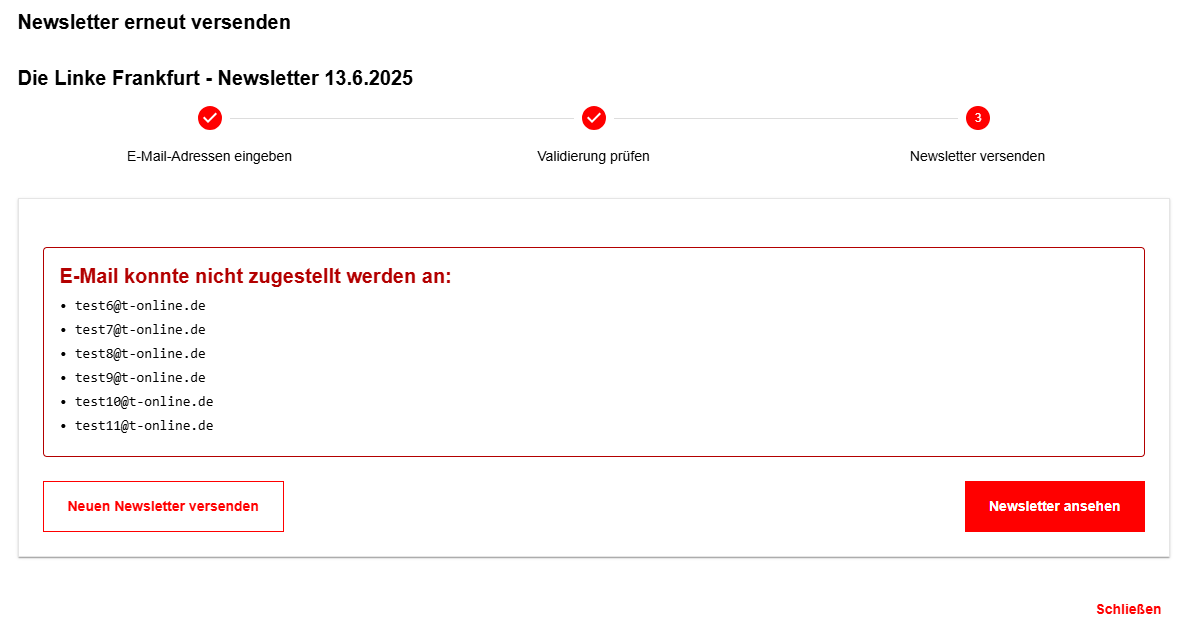 Newsletter erneut versenden
Die Linke Frankfurt - Newsletter 13.6.2025
3
E-Mail-Adressen eingeben
Validierung prüfen
Newsletter versenden
E-Mail konnte nicht zugestellt werden an:
• test6@t-online.de
• test7@t-online.de
• test8@t-online.de
• test9@t-online.de
• test10@t-online.de
• test11@t-online.de
Neuen Newsletter versenden
Newsletter ansehen
Schließen